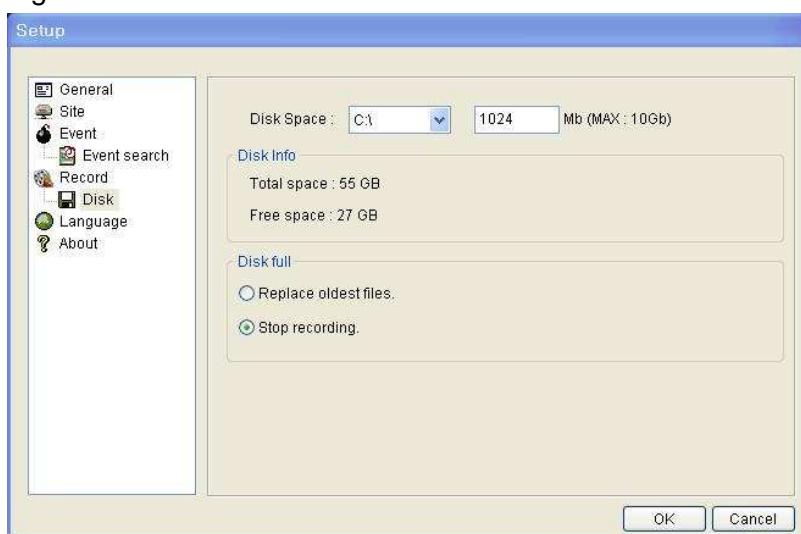 Setup
General
Site
Event
Event search
Record
Disk
Language
About
Disk Space : C:\ 1024 Mb (MAX : 10Gb)
Disk Info
Total space : 55 GB
Free space : 27 GB
Disk full
Replace oldest files.
Stop recording.
OK Cancel